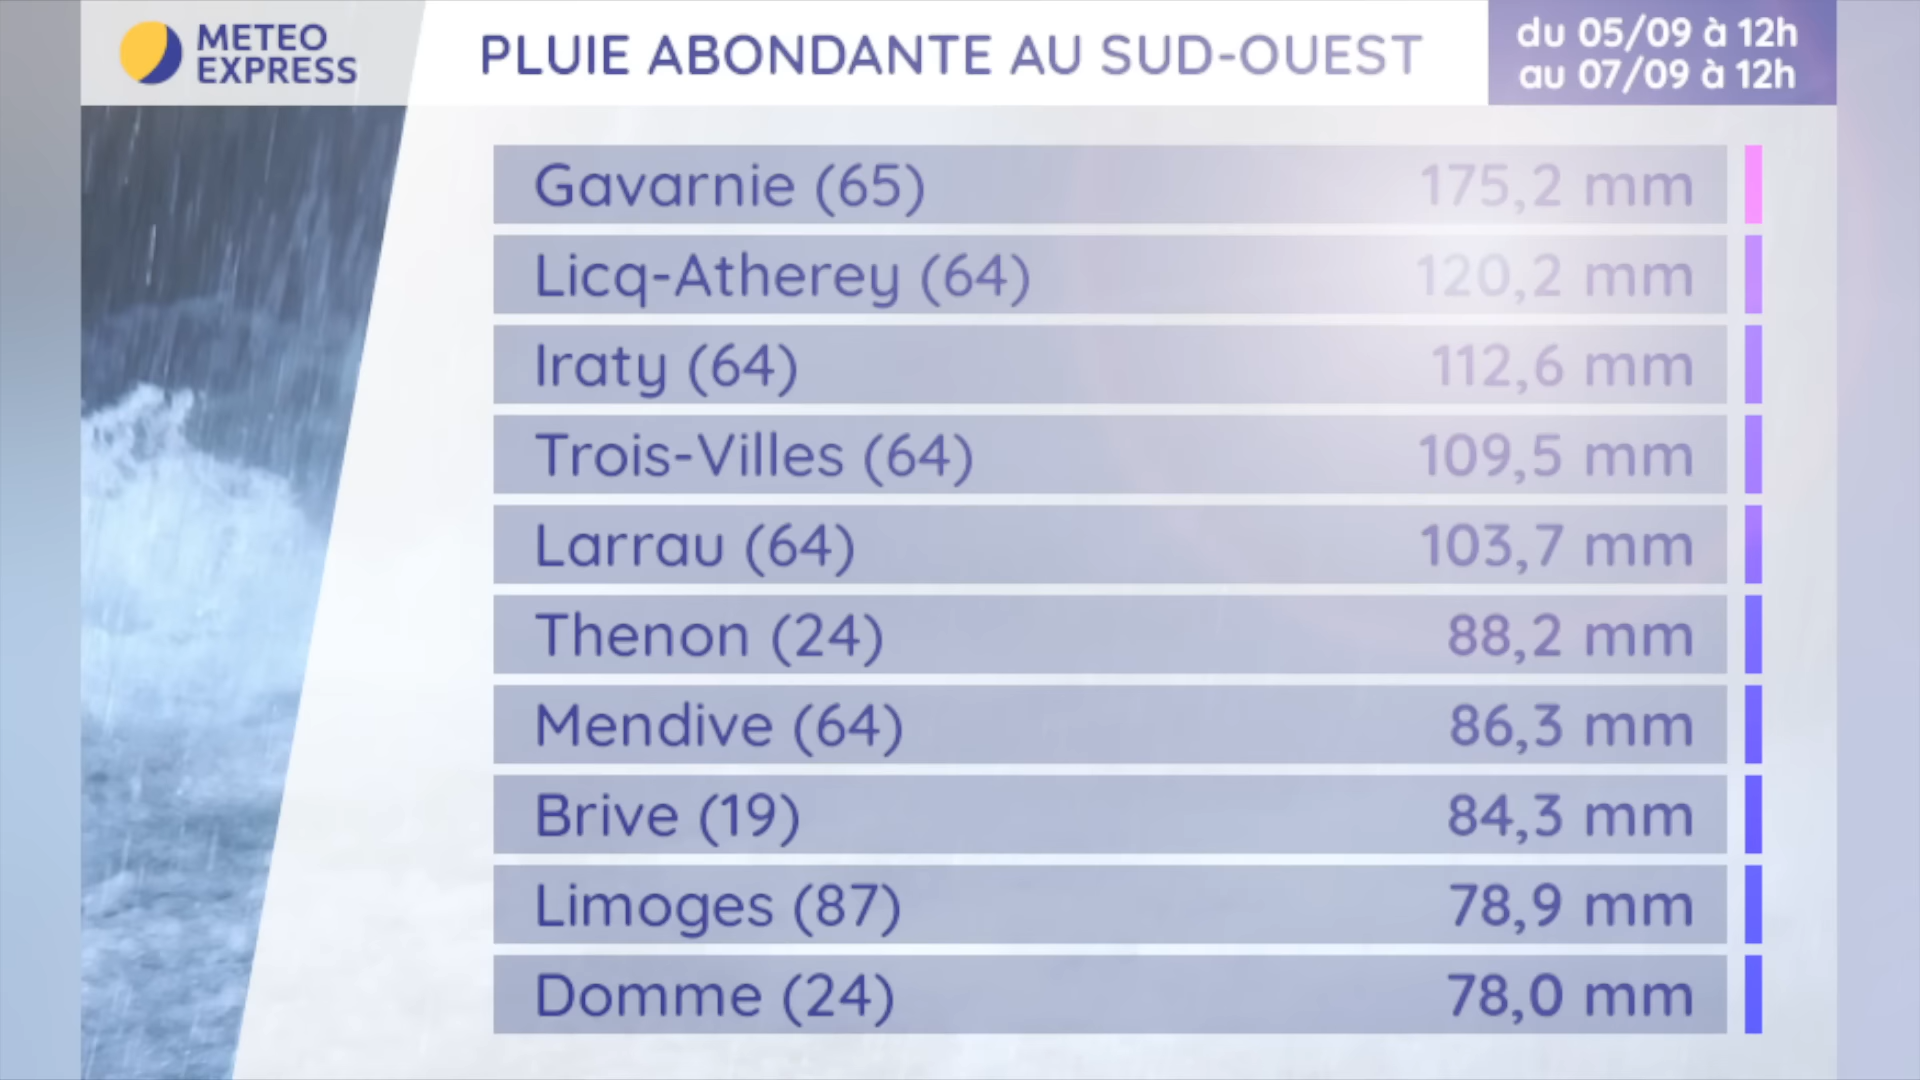 METEO
EXPRESS
PLUIE ABONDANTE AU SUD-OUEST
du 05/09 à 12h
au 07/09 à 12h
Gavarnie (65) 175,2 mm
Licq-Atherey (64) 120,2 mm
Iraty (64) 112,6 mm
Trois-Villes (64) 109,5 mm
Larrau (64) 103,7 mm
Thenon (24) 88,2 mm
Mendive (64) 86,3 mm
Brive (19) 84,3 mm
Limoges (87) 78,9 mm
Domme (24) 78,0 mm